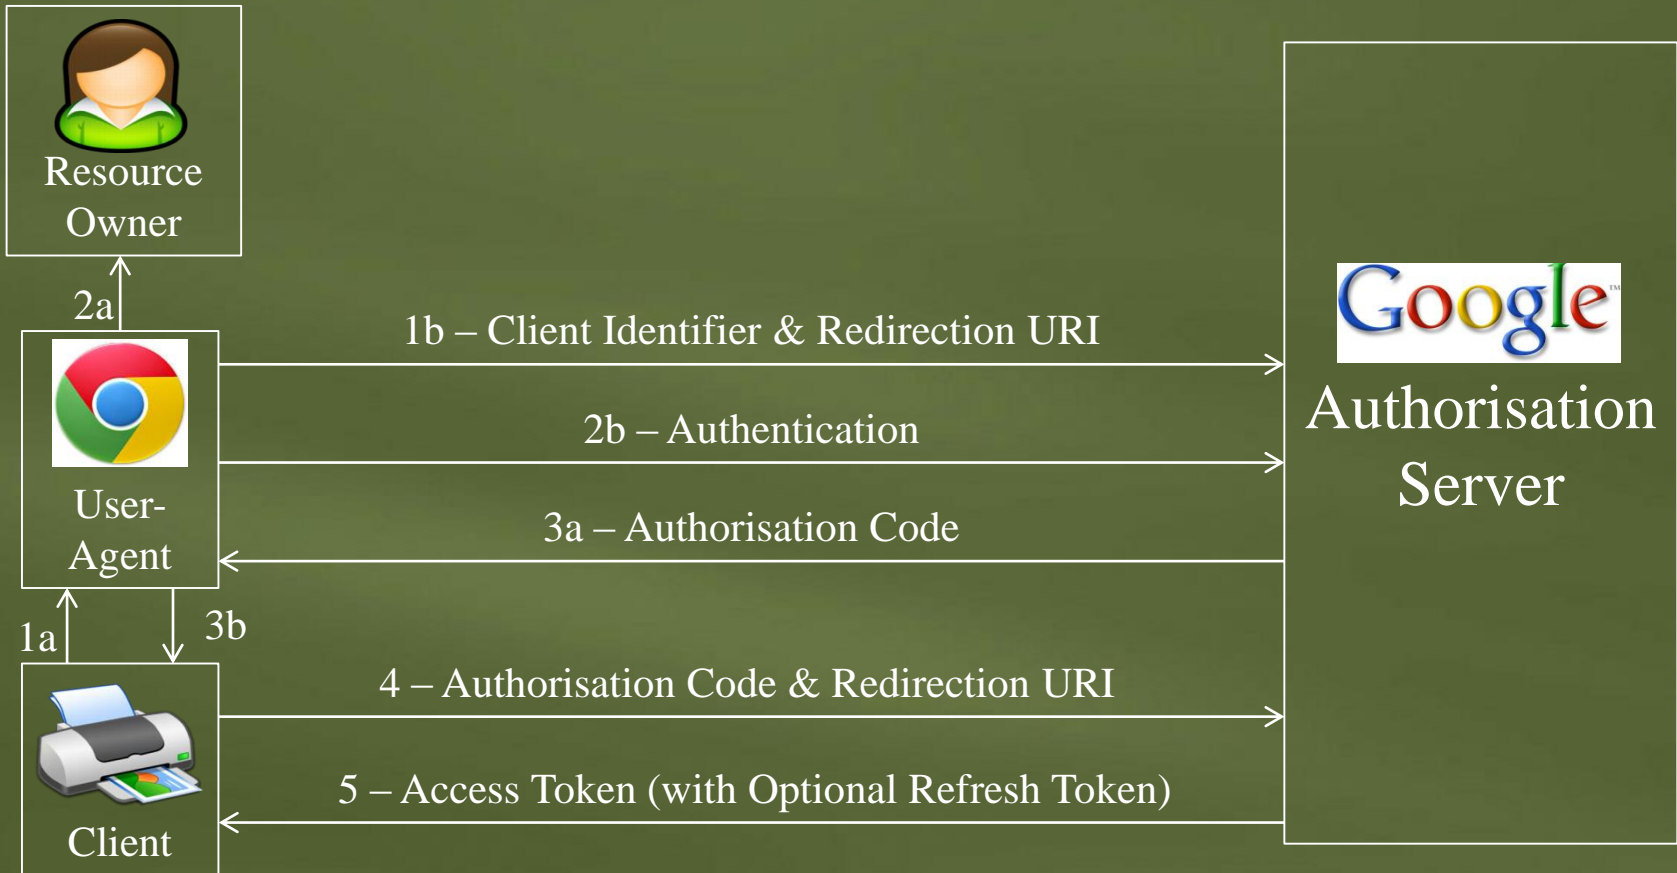 Resource
Owner
2a
1b – Client Identifier & Redirection URI
Google™
2b – Authentication
Authorisation
Server
User-
Agent
3a – Authorisation Code
1a
3b
4 – Authorisation Code & Redirection URI
5 – Access Token (with Optional Refresh Token)
Client